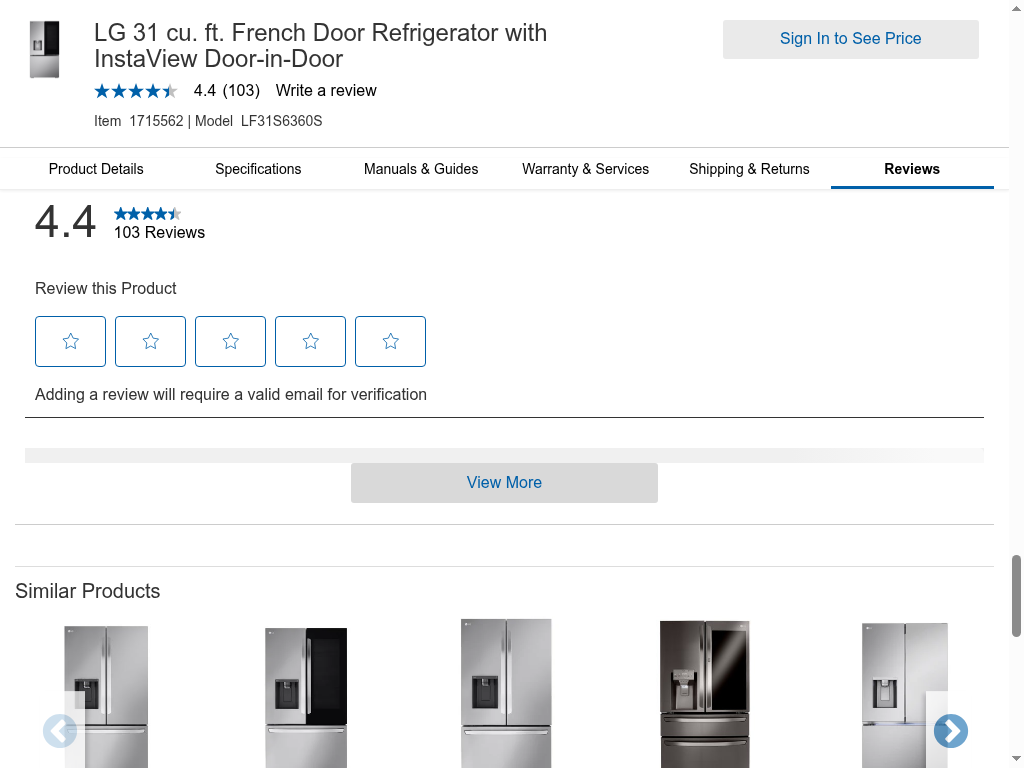 LG 31 cu. ft. French Door Refrigerator with
InstaView Door-in-Door
Sign In to See Price
4.4 (103) Write a review
Item 1715562 | Model LF31S6360S
Product Details Specifications Manuals & Guides Warranty & Services Shipping & Returns Reviews
4.4
103 Reviews
Review this Product
Adding a review will require a valid email for verification
View More
Similar Products